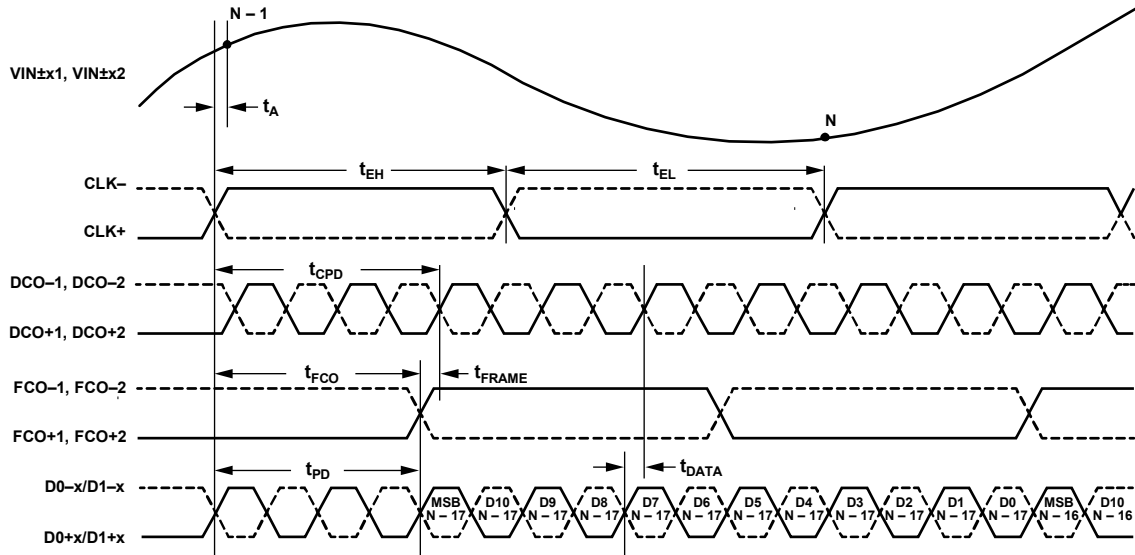 N – 1
VIN±x1, VIN±x2
tA
N
tEH
tEL
CLK–
CLK+
tCPD
DCO–1, DCO–2
DCO+1, DCO+2
tFCO
tFRAME
FCO–1, FCO–2
FCO+1, FCO+2
tPD
tDATA
D0–x/D1–x
MSB D10 D9 D8 D7 D6 D5 D4 D3 D2 D1 D0 MSB D10
N – 17 N – 17 N – 17 N – 17 N – 17 N – 17 N – 17 N – 17 N – 17 N – 17 N – 17 N – 17 N – 16 N – 16
D0+x/D1+x